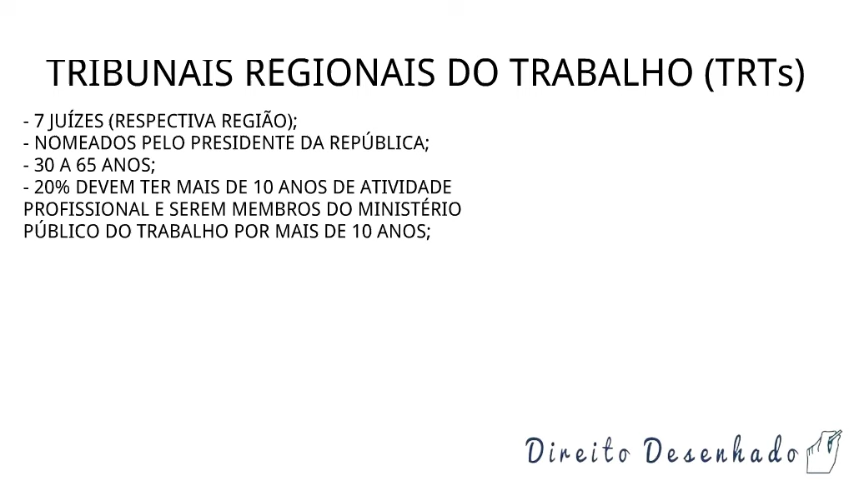 TRIBUNAIS REGIONAIS DO TRABALHO (TRTs)
- 7 JUÍZES (RESPECTIVA REGIÃO);
- NOMEADOS PELO PRESIDENTE DA REPÚBLICA;
- 30 A 65 ANOS;
- 20% DEVEM TER MAIS DE 10 ANOS DE ATIVIDADE
PROFISSIONAL E SEREM MEMBROS DO MINISTÉRIO
PÚBLICO DO TRABALHO POR MAIS DE 10 ANOS;
Direito Desenhado